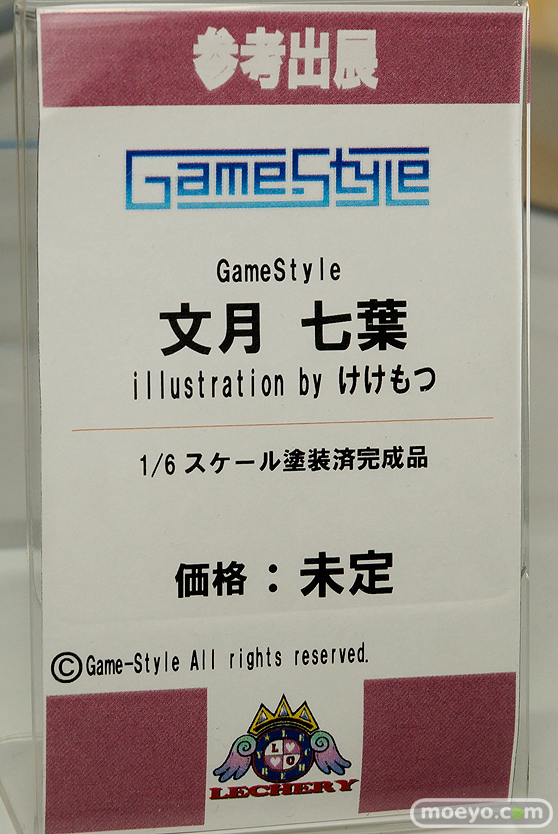 参考出展
GameStyle
GameStyle
文月 七葉
illustration by けけもつ
1/6 スケール塗装済完成品
価格：未定
©Game-Style All rights reserved.
LECHERY
LECHERY
moeyo.com